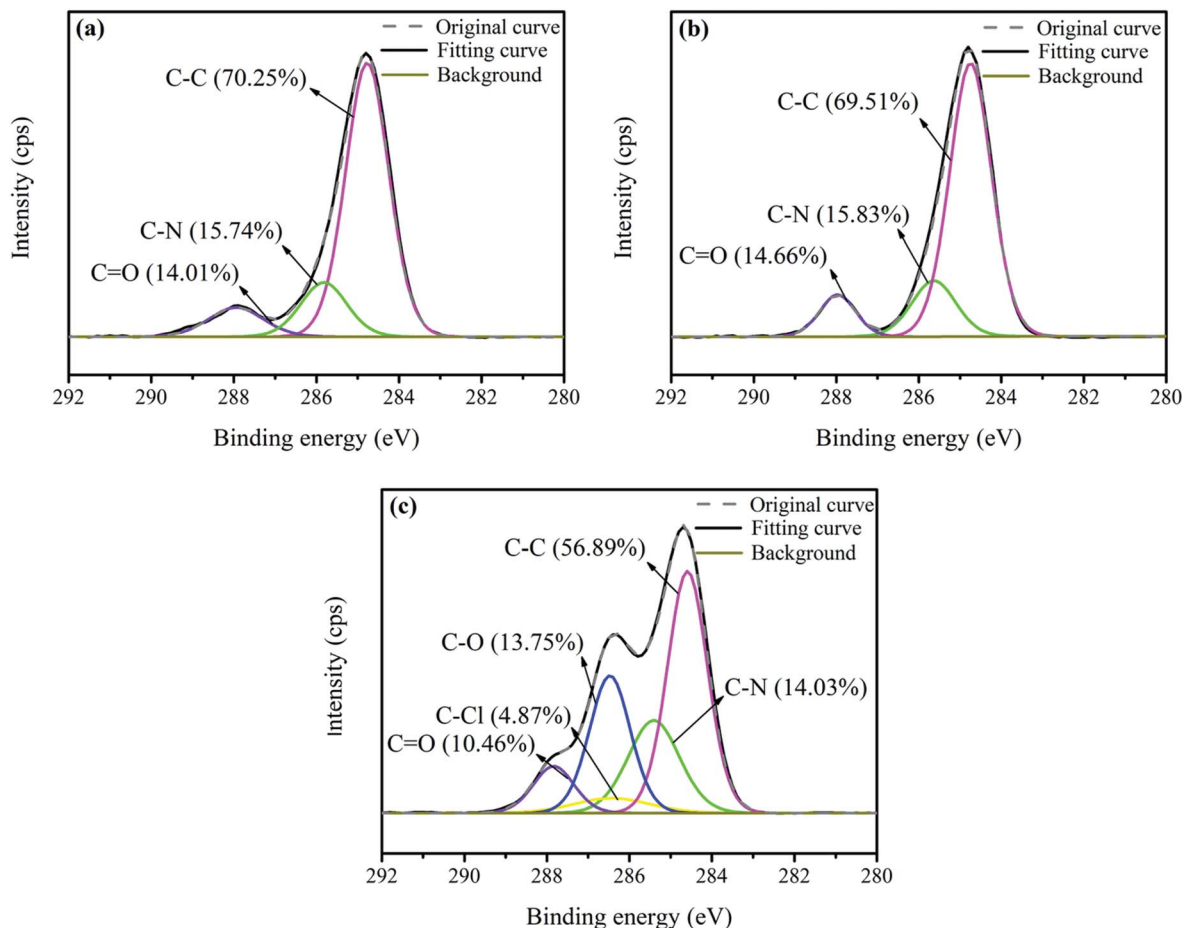 (a)
Original curve
Fitting curve
Background
C-C (70.25%)
C-N (15.74%)
C=O (14.01%)
Intensity (cps)
292 290 288 286 284 282 280
Binding energy (eV)
(b)
Original curve
Fitting curve
Background
C-C (69.51%)
C-N (15.83%)
C=O (14.66%)
Intensity (cps)
292 290 288 286 284 282 280
Binding energy (eV)
(c)
Original curve
Fitting curve
Background
C-C (56.89%)
C-O (13.75%)
C-N (14.03%)
C-Cl (4.87%)
C=O (10.46%)
Intensity (cps)
292 290 288 286 284 282 280
Binding energy (eV)